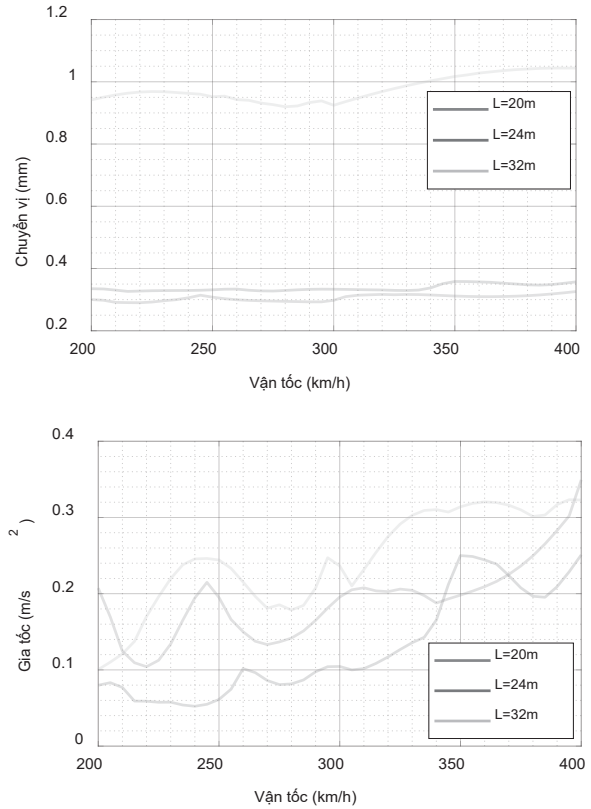 1.2
1
0.8
0.6
0.4
0.2
Chuyển vị (mm)
L=20m
L=24m
L=32m
200 250 300 350 400
Vận tốc (km/h)
0.4
0.3
0.2
0.1
0
Gia tốc (m/s2)
L=20m
L=24m
L=32m
200 250 300 350 400
Vận tốc (km/h)